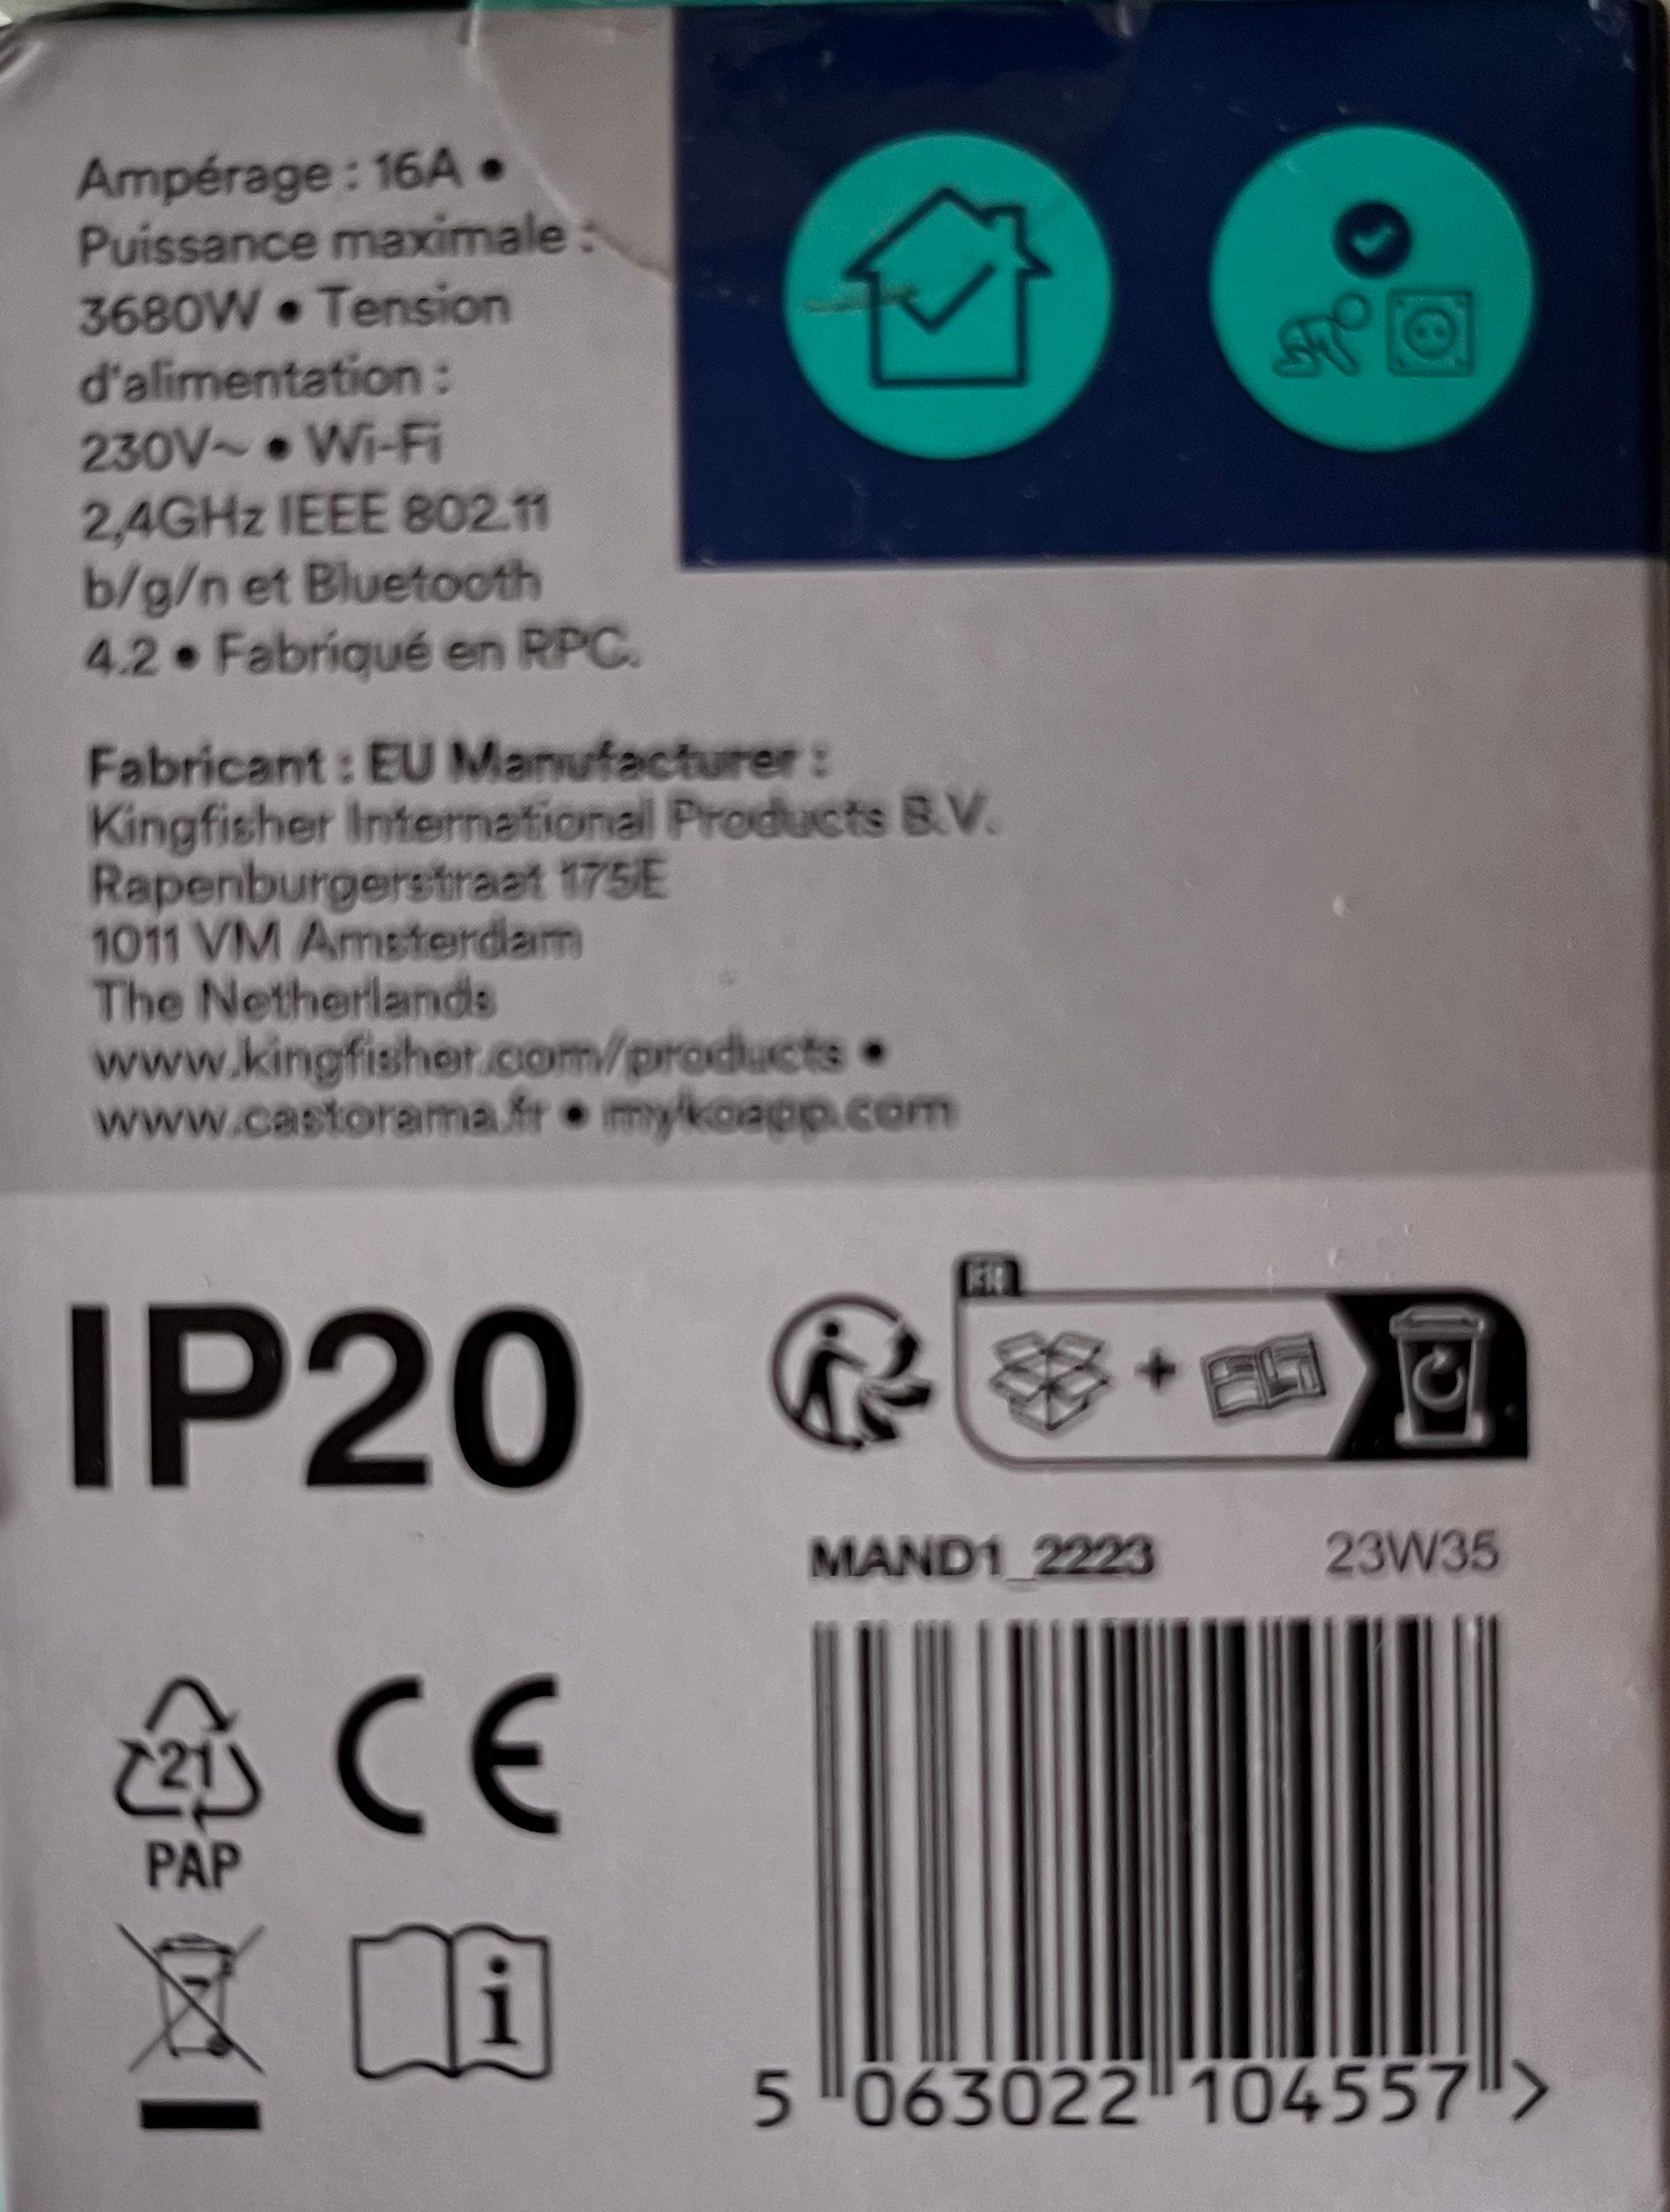 Ampérage : 16A •
Puissance maximale :
3680W • Tension
d'alimentation :
230V~ • Wi-Fi
2,4GHz IEEE 802.11
b/g/n et Bluetooth
4.2 • Fabriqué en RPC.
Fabricant : EU Manufacturer :
Kingfisher International Products B.V.
Rapenburgerstraat 175E
1011 VM Amsterdam
The Netherlands
www.kingfisher.com/products •
www.castorama.fr • mykoapp.com
IP20
FR
MAND1_2223 23W35
21
PAP
CE
i
5 063022 104557 >